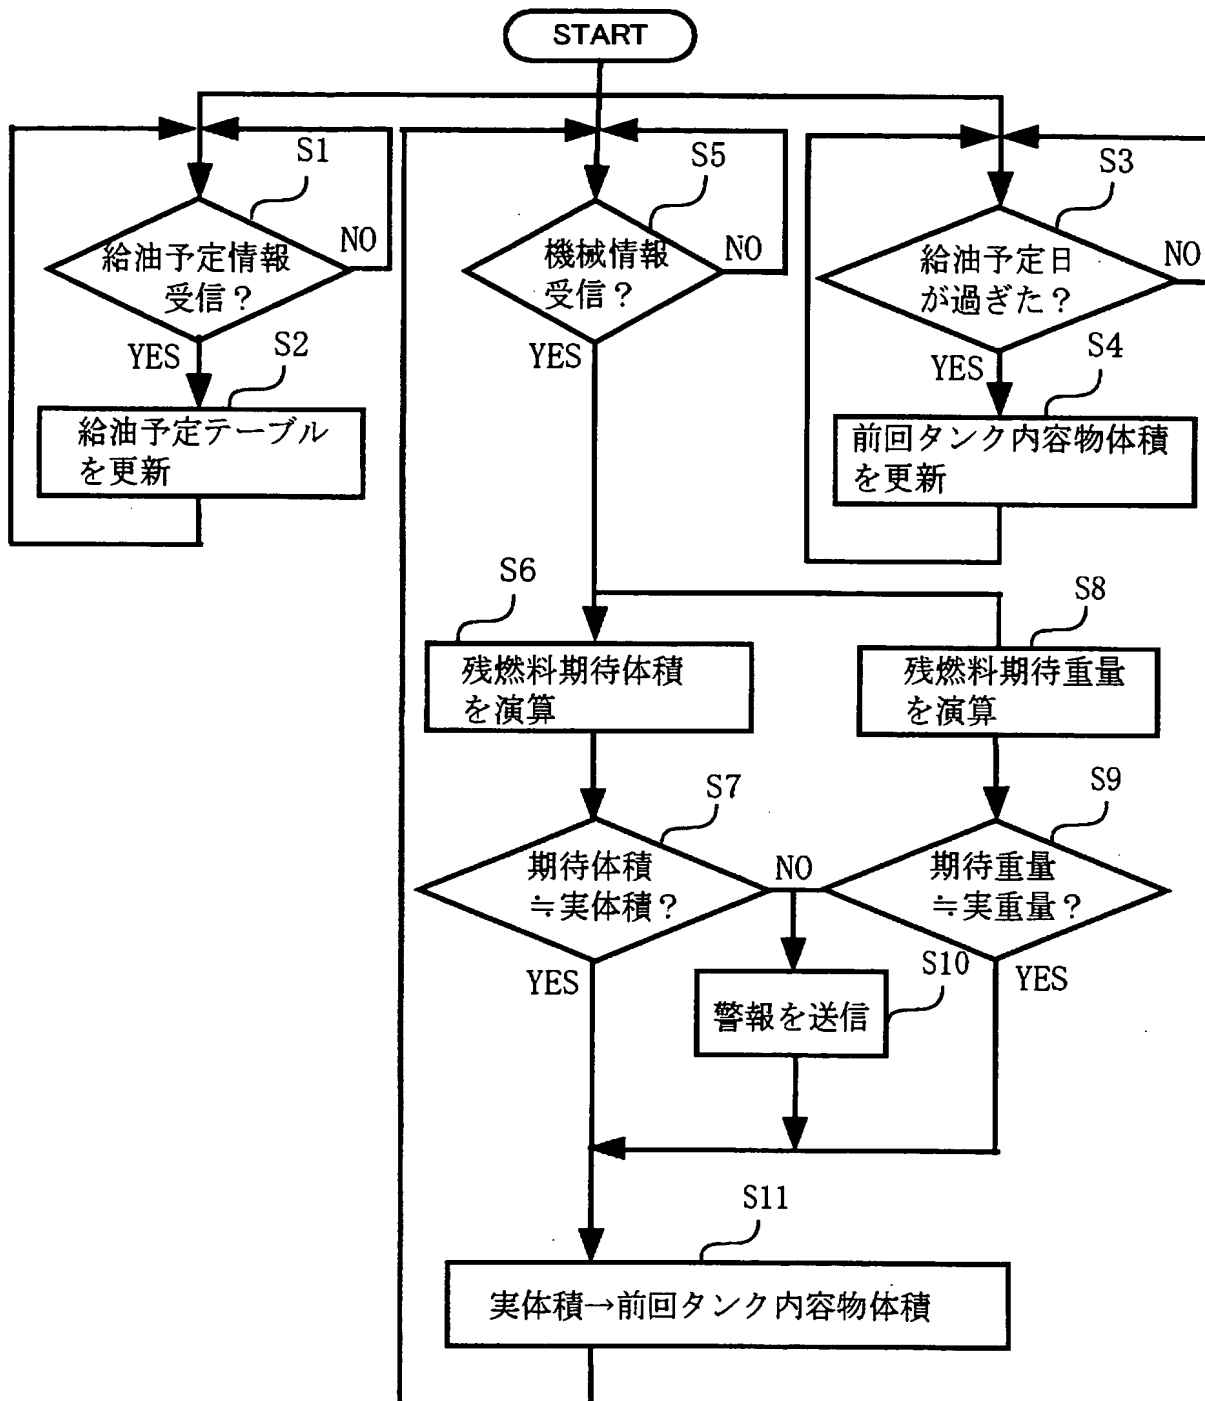 START
S1
給油予定情報
受信？
NO
YES
S2
給油予定テーブル
を更新
S5
機械情報
受信？
NO
YES
S3
給油予定日
が過ぎた？
NO
YES
S4
前回タンク内容物体積
を更新
S6
残燃料期待体積
を演算
S8
残燃料期待重量
を演算
S7
期待体積
≒実体積？
NO
YES
S9
期待重量
≒実重量？
YES
S10
警報を送信
S11
実体積→前回タンク内容物体積